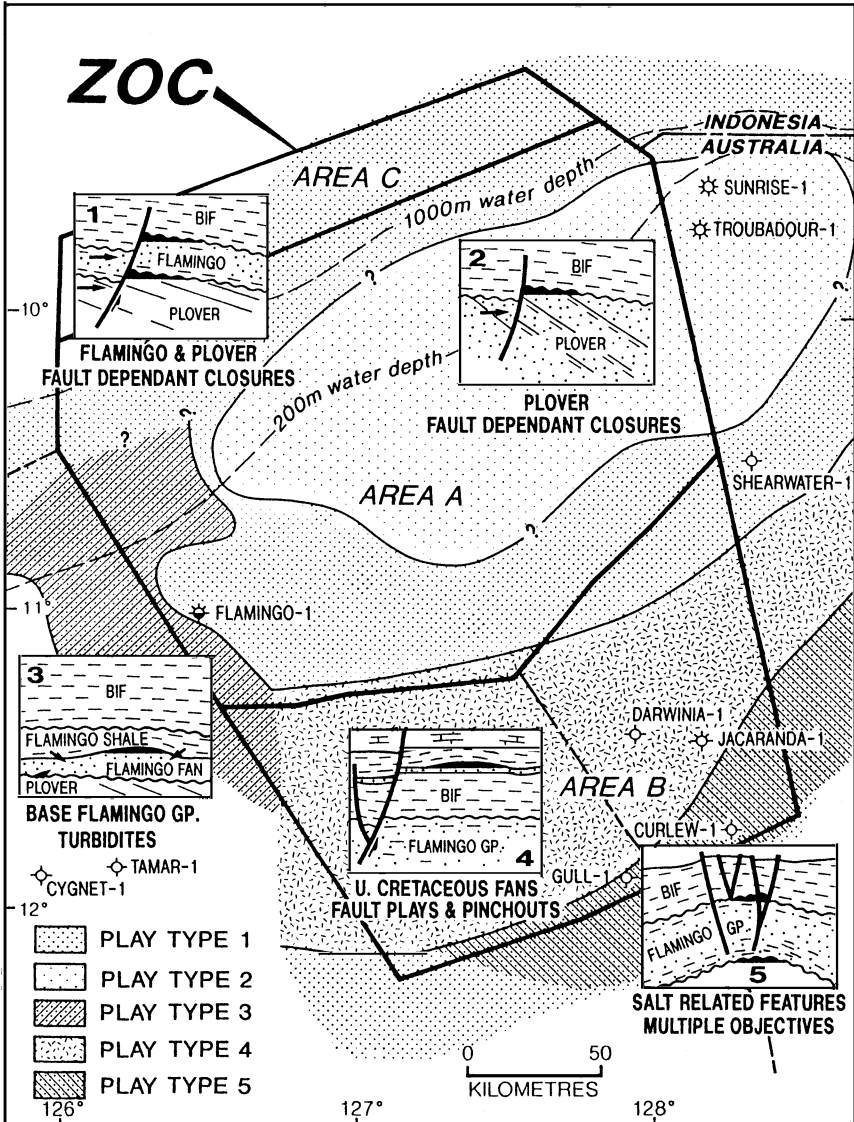 ZOC
INDONESIA
AUSTRALIA
AREA C
1000m water depth
SUNRISE-1
TROUBADOUR-1
1
BIF
FLAMINGO
PLOVER
FLAMINGO & PLOVER
FAULT DEPENDANT CLOSURES
2
BIF
PLOVER
PLOVER
FAULT DEPENDANT CLOSURES
?
?
10°
200m water depth
?
?
AREA A
SHEARWATER-1
?
11°
FLAMINGO-1
3
BIF
FLAMINGO SHALE
FLAMINGO FAN
PLOVER
BASE FLAMINGO GP.
TURBIDITES
DARWINIA-1
JACARANDA-1
AREA B
BIF
FLAMINGO GP.
4
U. CRETACEOUS FANS
FAULT PLAYS & PINCHOUTS
CURLEW-1
GULL-1
TAMAR-1
CYGNET-1
12°
BIF
FLAMINGO GP.
5
SALT RELATED FEATURES
MULTIPLE OBJECTIVES
PLAY TYPE 1
PLAY TYPE 2
PLAY TYPE 3
PLAY TYPE 4
PLAY TYPE 5
0 50
KILOMETRES
126° 127° 128°